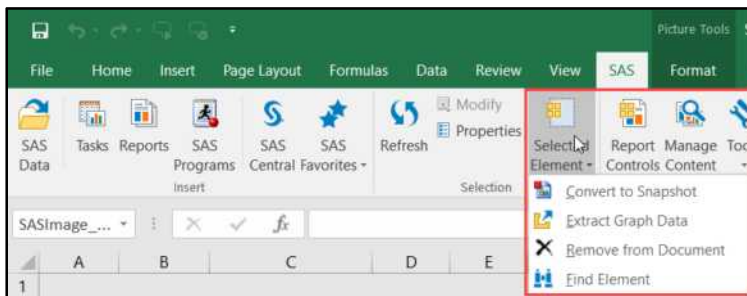 Picture Tools S
File Home Insert Page Layout Formulas Data Review View SAS Format
SAS Data
Tasks
Reports
SAS Programs
SAS Central
SAS Favorites
Refresh
Modify
Properties
Selected Element
Report Controls
Manage Content
Too
Insert
Selection
Convert to Snapshot
Extract Graph Data
Remove from Document
Find Element
SASImage_...
fx
A B C D E
1